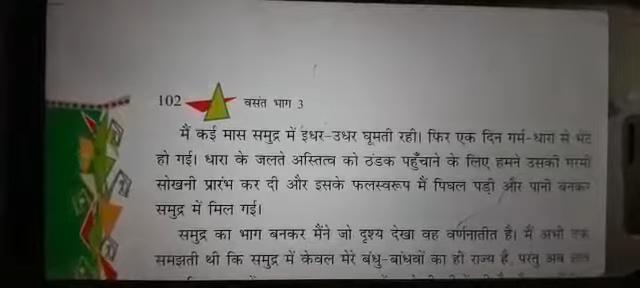 102 वसंत भाग 3
मैं कई मास समुद्र में इधर-उधर घूमती रही। फिर एक दिन गर्म-धारा से भेंट
हो गई। धारा के जलते अस्तित्व को ठंडक पहुँचाने के लिए हमने उसकी गरमी
सोखनी प्रारंभ कर दी और इसके फलस्वरूप मैं पिघल पड़ी और पानी बनकर
समुद्र में मिल गई।
समुद्र का भाग बनकर मैंने जो दृश्य देखा वह वर्णनातीत है। मैं अभी तक
समझती थी कि समुद्र में केवल मेरे बंधु-बांधवों का ही राज्य है, परंतु अब